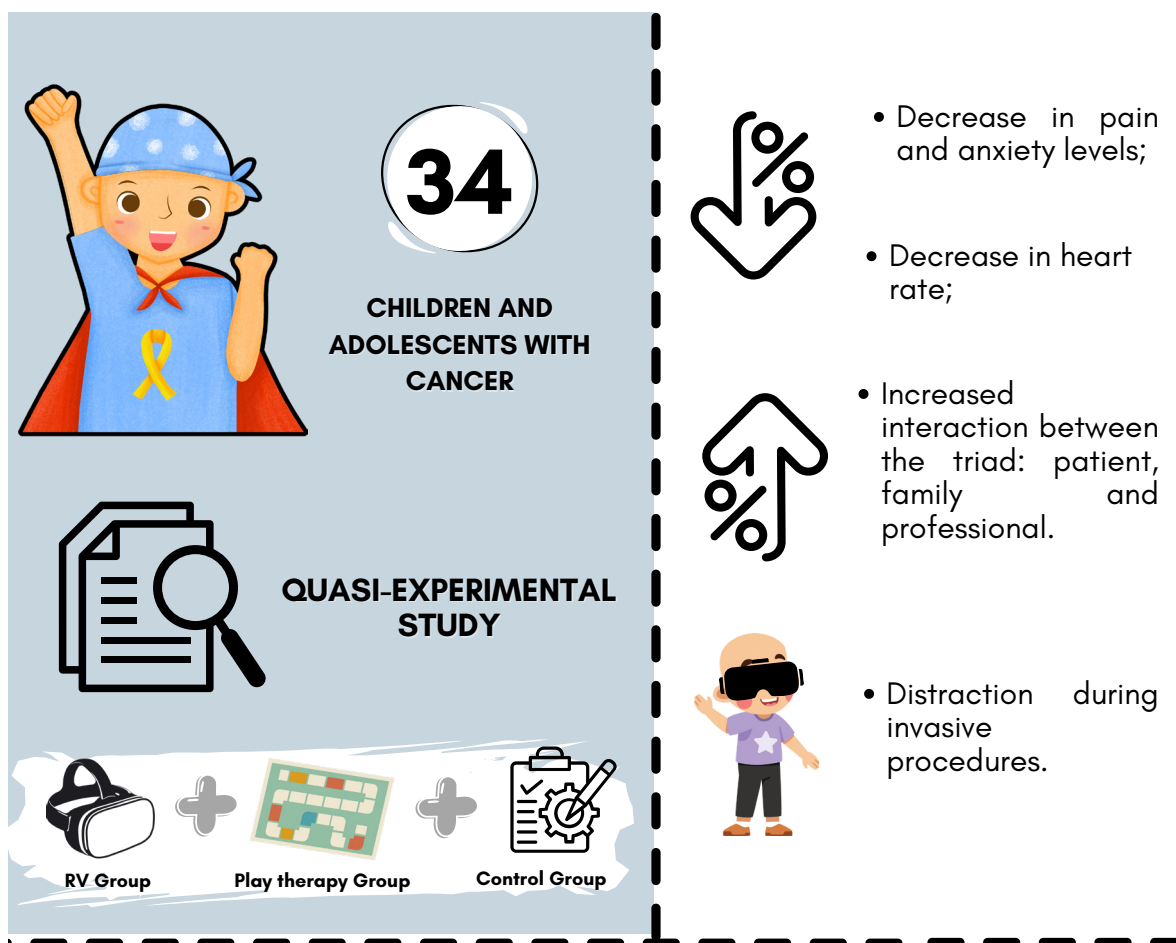 34
CHILDREN AND
ADOLESCENTS WITH
CANCER
QUASI-EXPERIMENTAL
STUDY
RV Group
Play therapy Group
Control Group
• Decrease in pain
and anxiety levels;
• Decrease in heart
rate;
• Increased
interaction between
the triad: patient,
family and
professional.
• Distraction during
invasive
procedures.
%
%